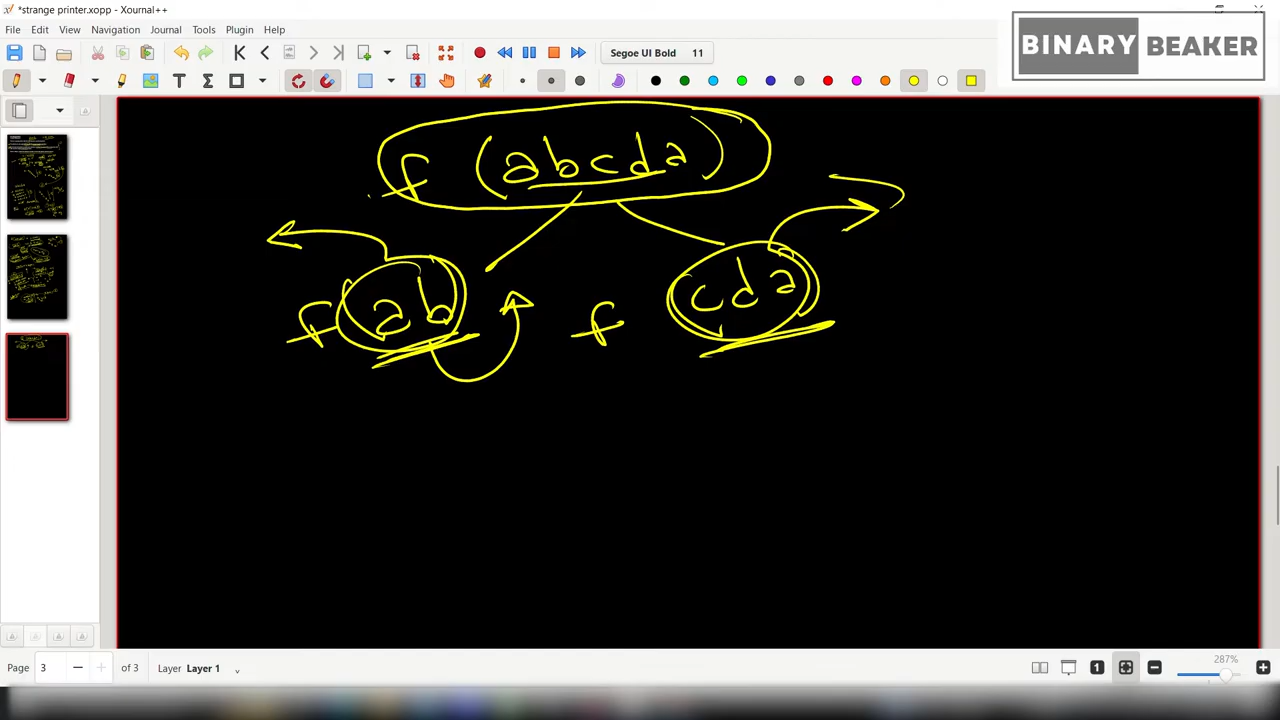 *strange printer.xopp - Xournal++
File Edit View Navigation Journal Tools Plugin Help
BINARY BEAKER
Segoe UI Bold 11
f (abcda)
f(ab) f (cda)
Page 3 of 3 Layer Layer 1
287%